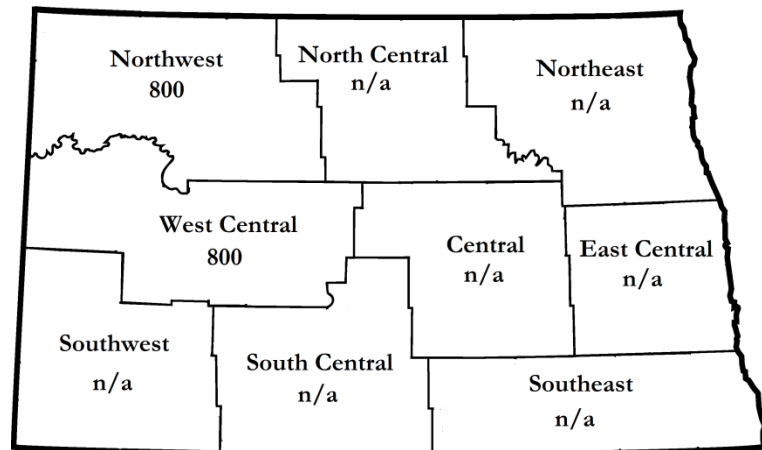 Northwest
800
North Central
n/a
Northeast
n/a
West Central
800
Central
n/a
East Central
n/a
Southwest
n/a
South Central
n/a
Southeast
n/a